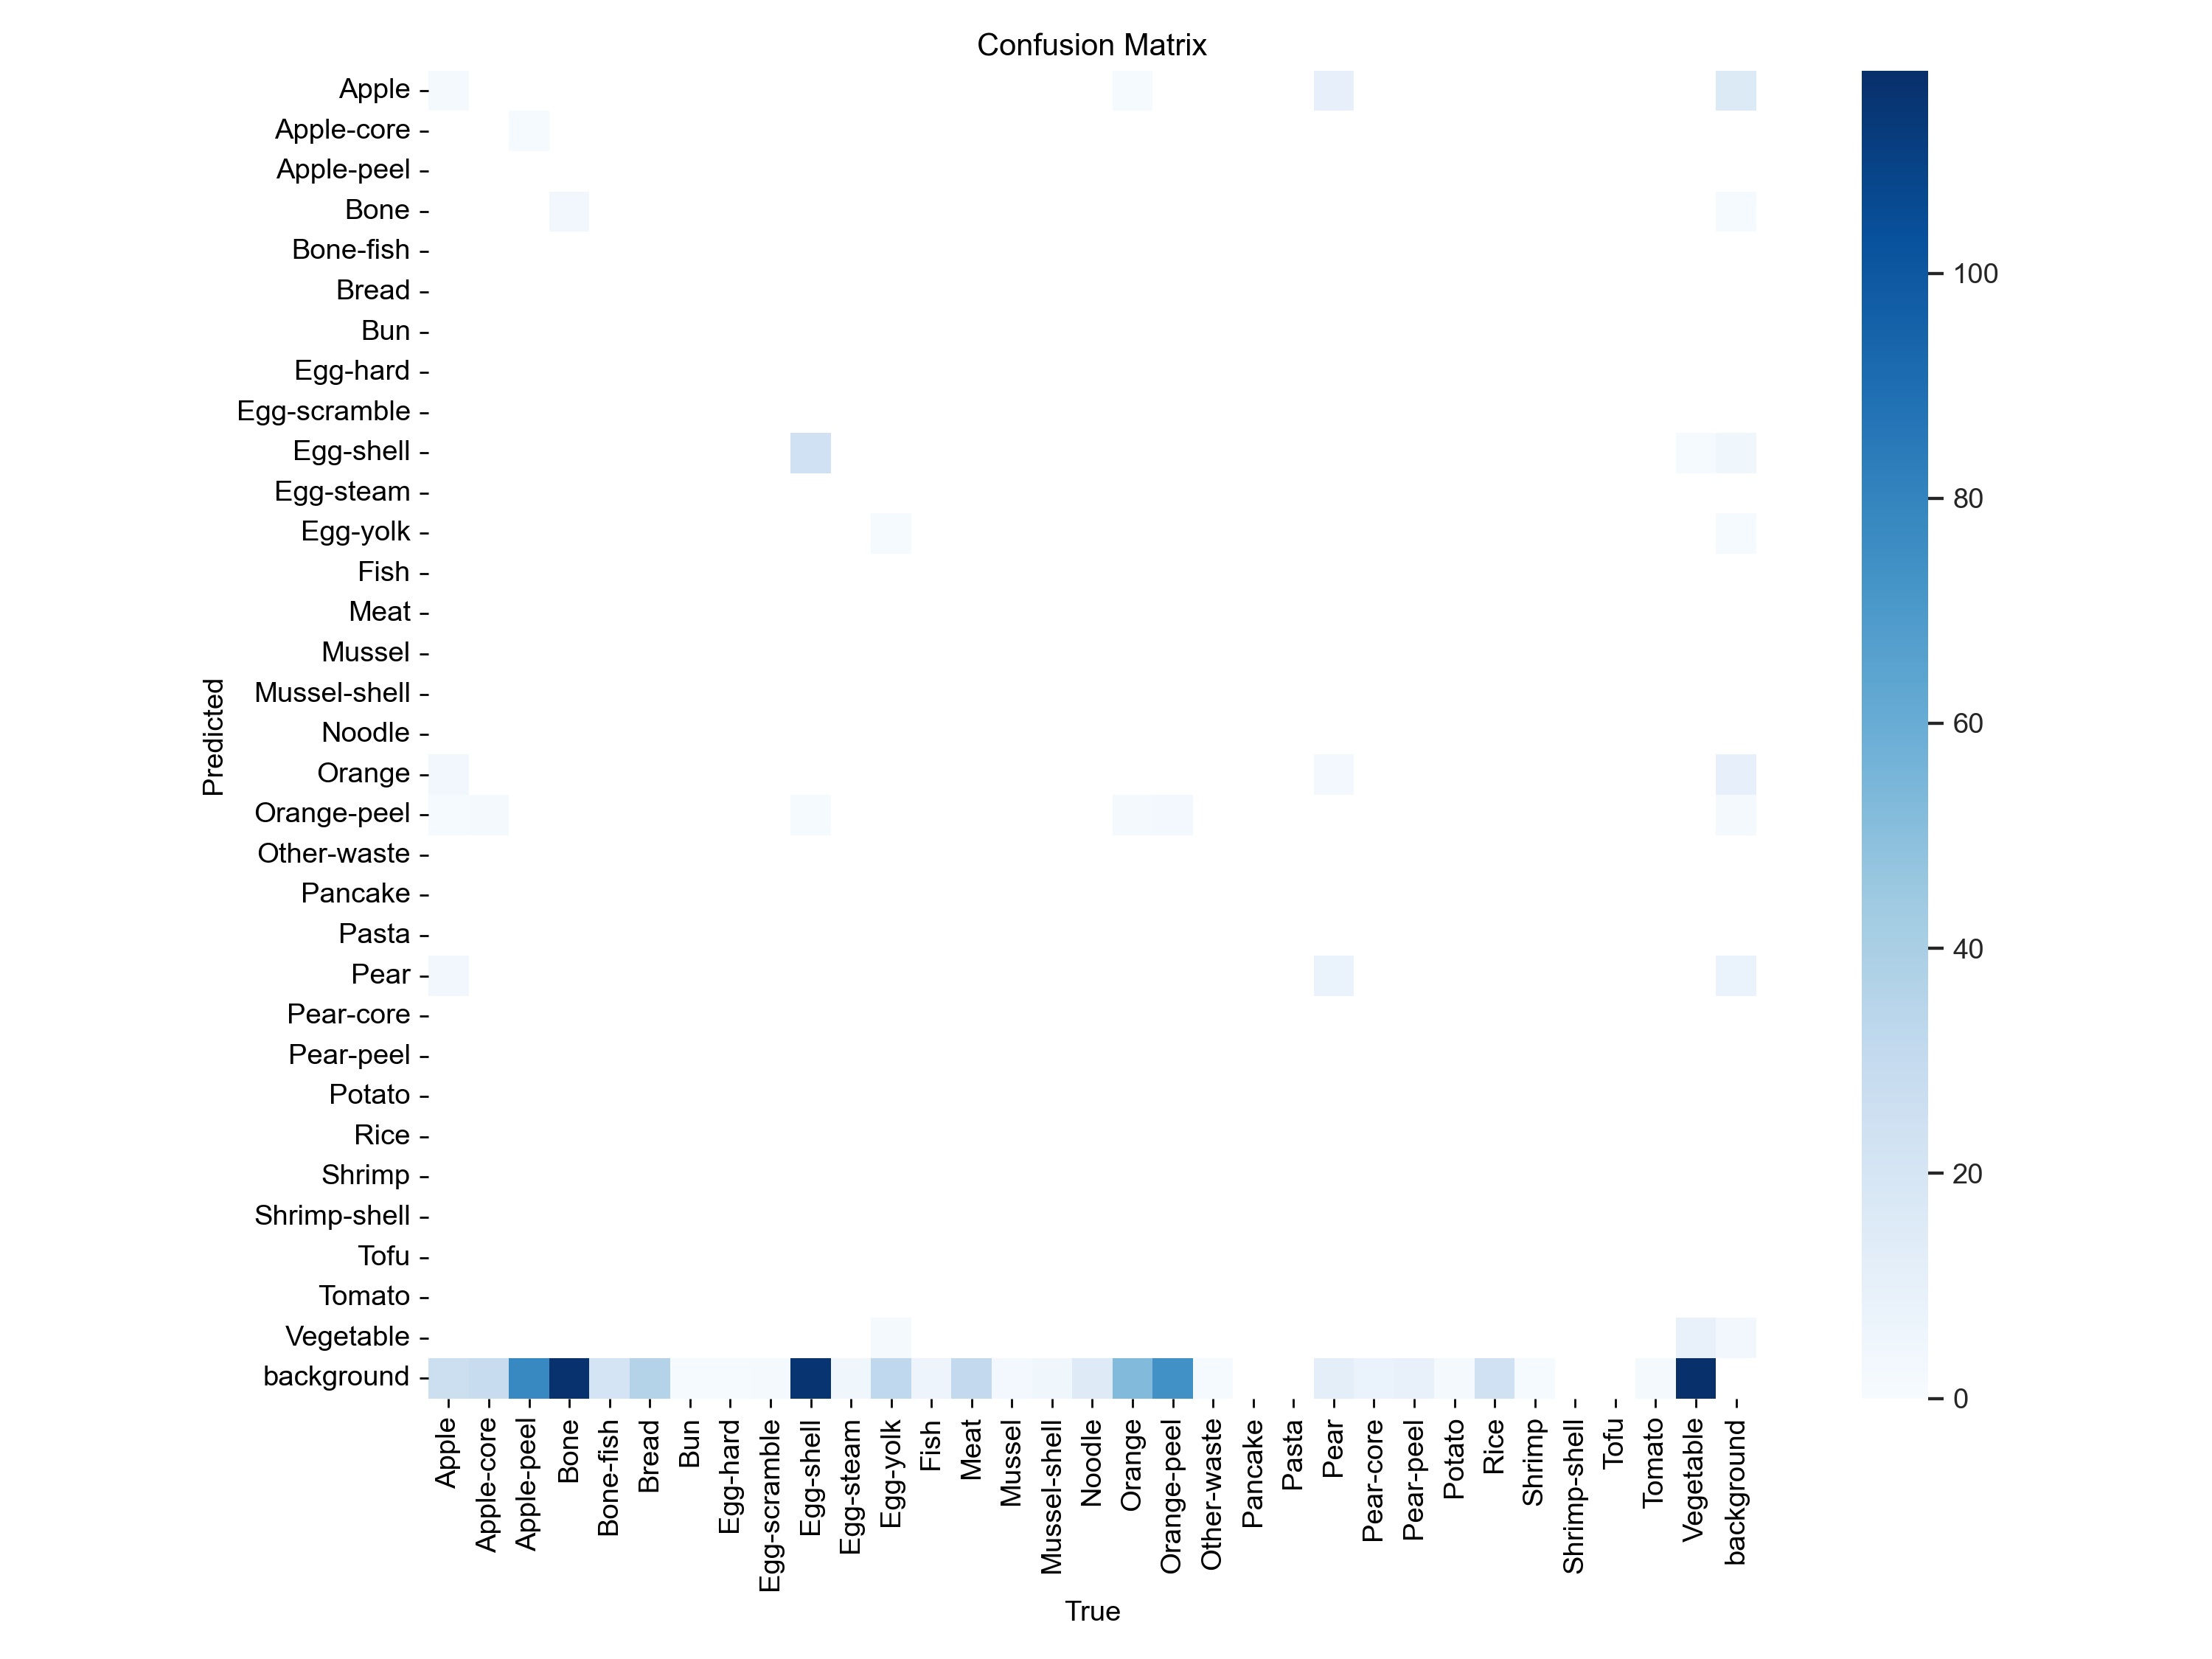 Confusion Matrix
Predicted
Apple
Apple-core
Apple-peel
Bone
Bone-fish
Bread
Bun
Egg-hard
Egg-scramble
Egg-shell
Egg-steam
Egg-yolk
Fish
Meat
Mussel
Mussel-shell
Noodle
Orange
Orange-peel
Other-waste
Pancake
Pasta
Pear
Pear-core
Pear-peel
Potato
Rice
Shrimp
Shrimp-shell
Tofu
Tomato
Vegetable
background
Apple
Apple-core
Apple-peel
Bone
Bone-fish
Bread
Bun
Egg-hard
Egg-scramble
Egg-shell
Egg-steam
Egg-yolk
Fish
Meat
Mussel
Mussel-shell
Noodle
Orange
Orange-peel
Other-waste
Pancake
Pasta
Pear
Pear-core
Pear-peel
Potato
Rice
Shrimp
Shrimp-shell
Tofu
Tomato
Vegetable
background
True
100
80
60
40
20
0